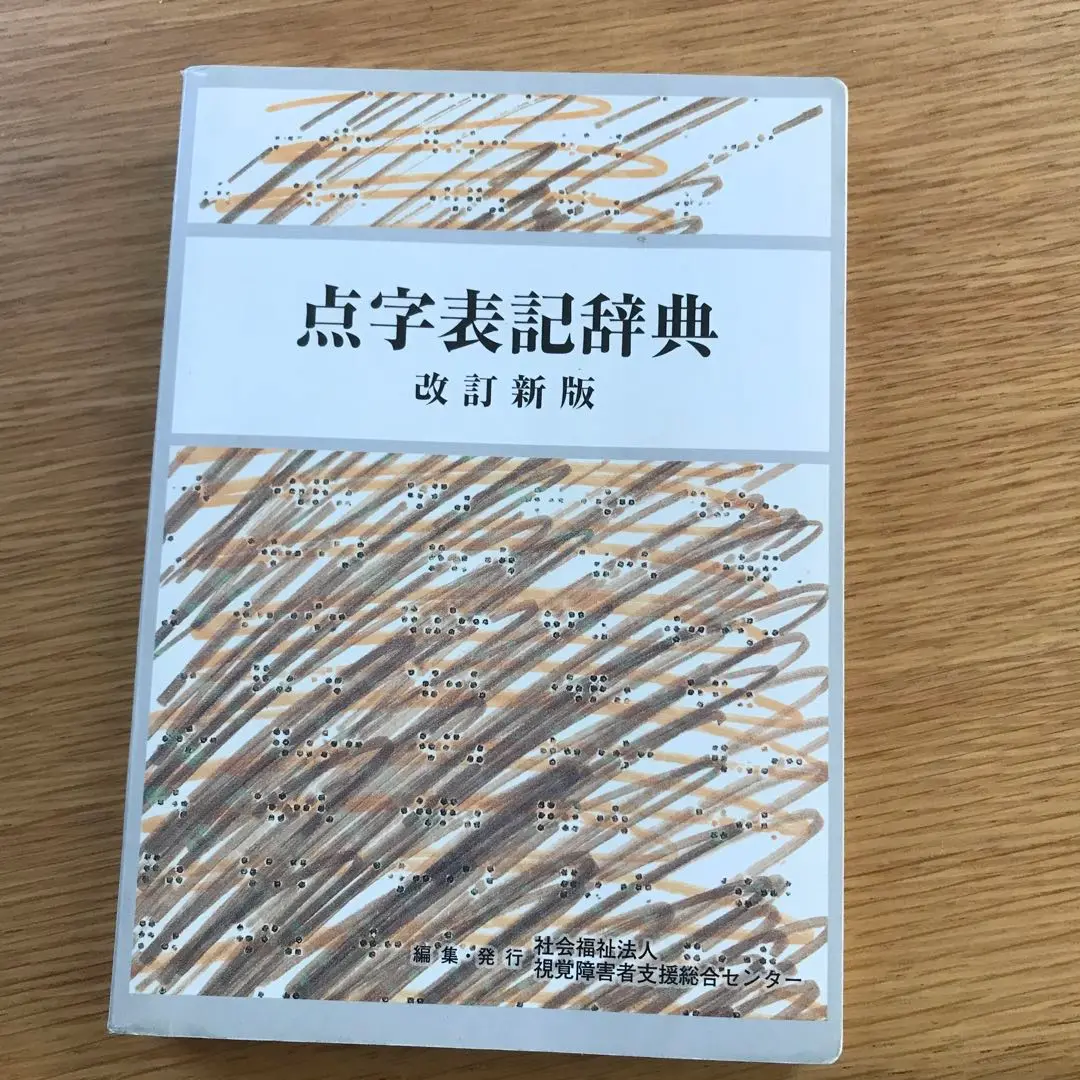 点字表記辞典
改訂新版
編集・発行 社会福祉法人
視覚障害者支援総合センター